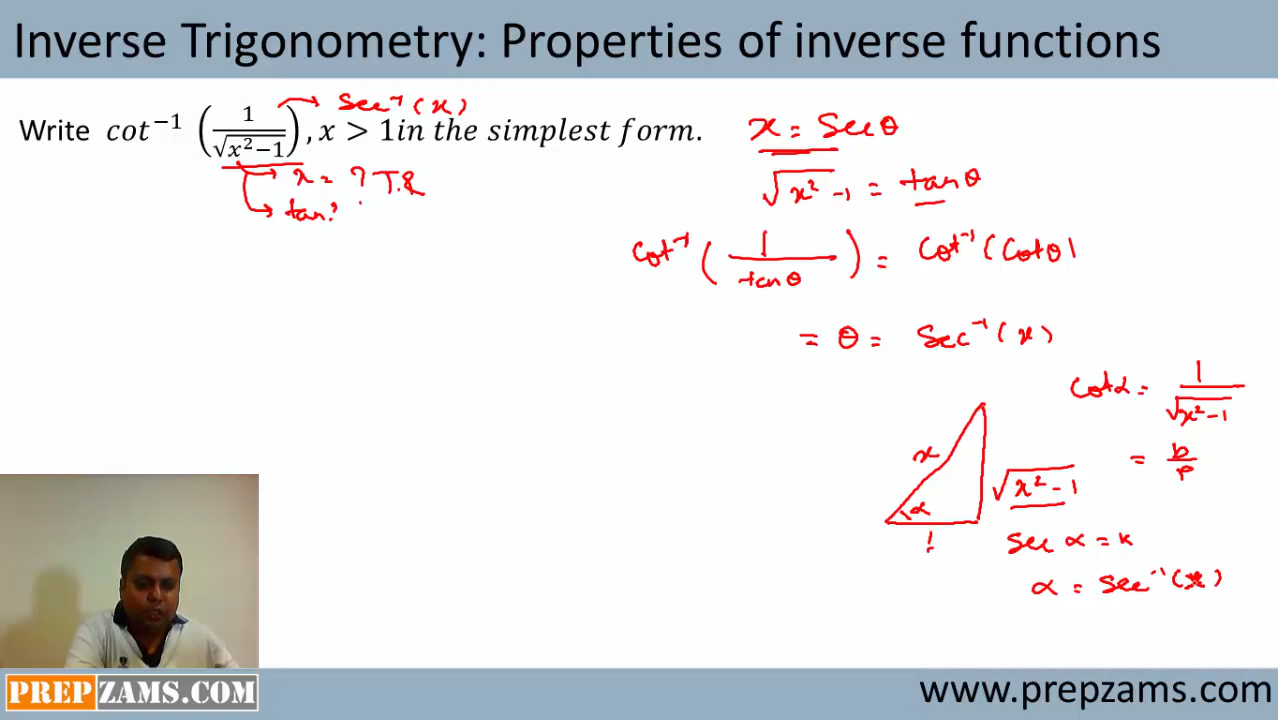 Inverse Trigonometry: Properties of inverse functions
sec⁻¹(x)
Write cot⁻¹ (1/√(x²−1)), x > 1 in the simplest form.
x = ? T.R
tan?
x = secθ
√x² -1 = tanθ
cot⁻¹ (1/tanθ) = cot⁻¹(cotθ)
= θ = sec⁻¹(x)
cotα = 1/√x²-1
= b/p
x
α
√x²-1
1
sec α = x
α = sec⁻¹(x)
PREPZAMS.COM
www.prepzams.com